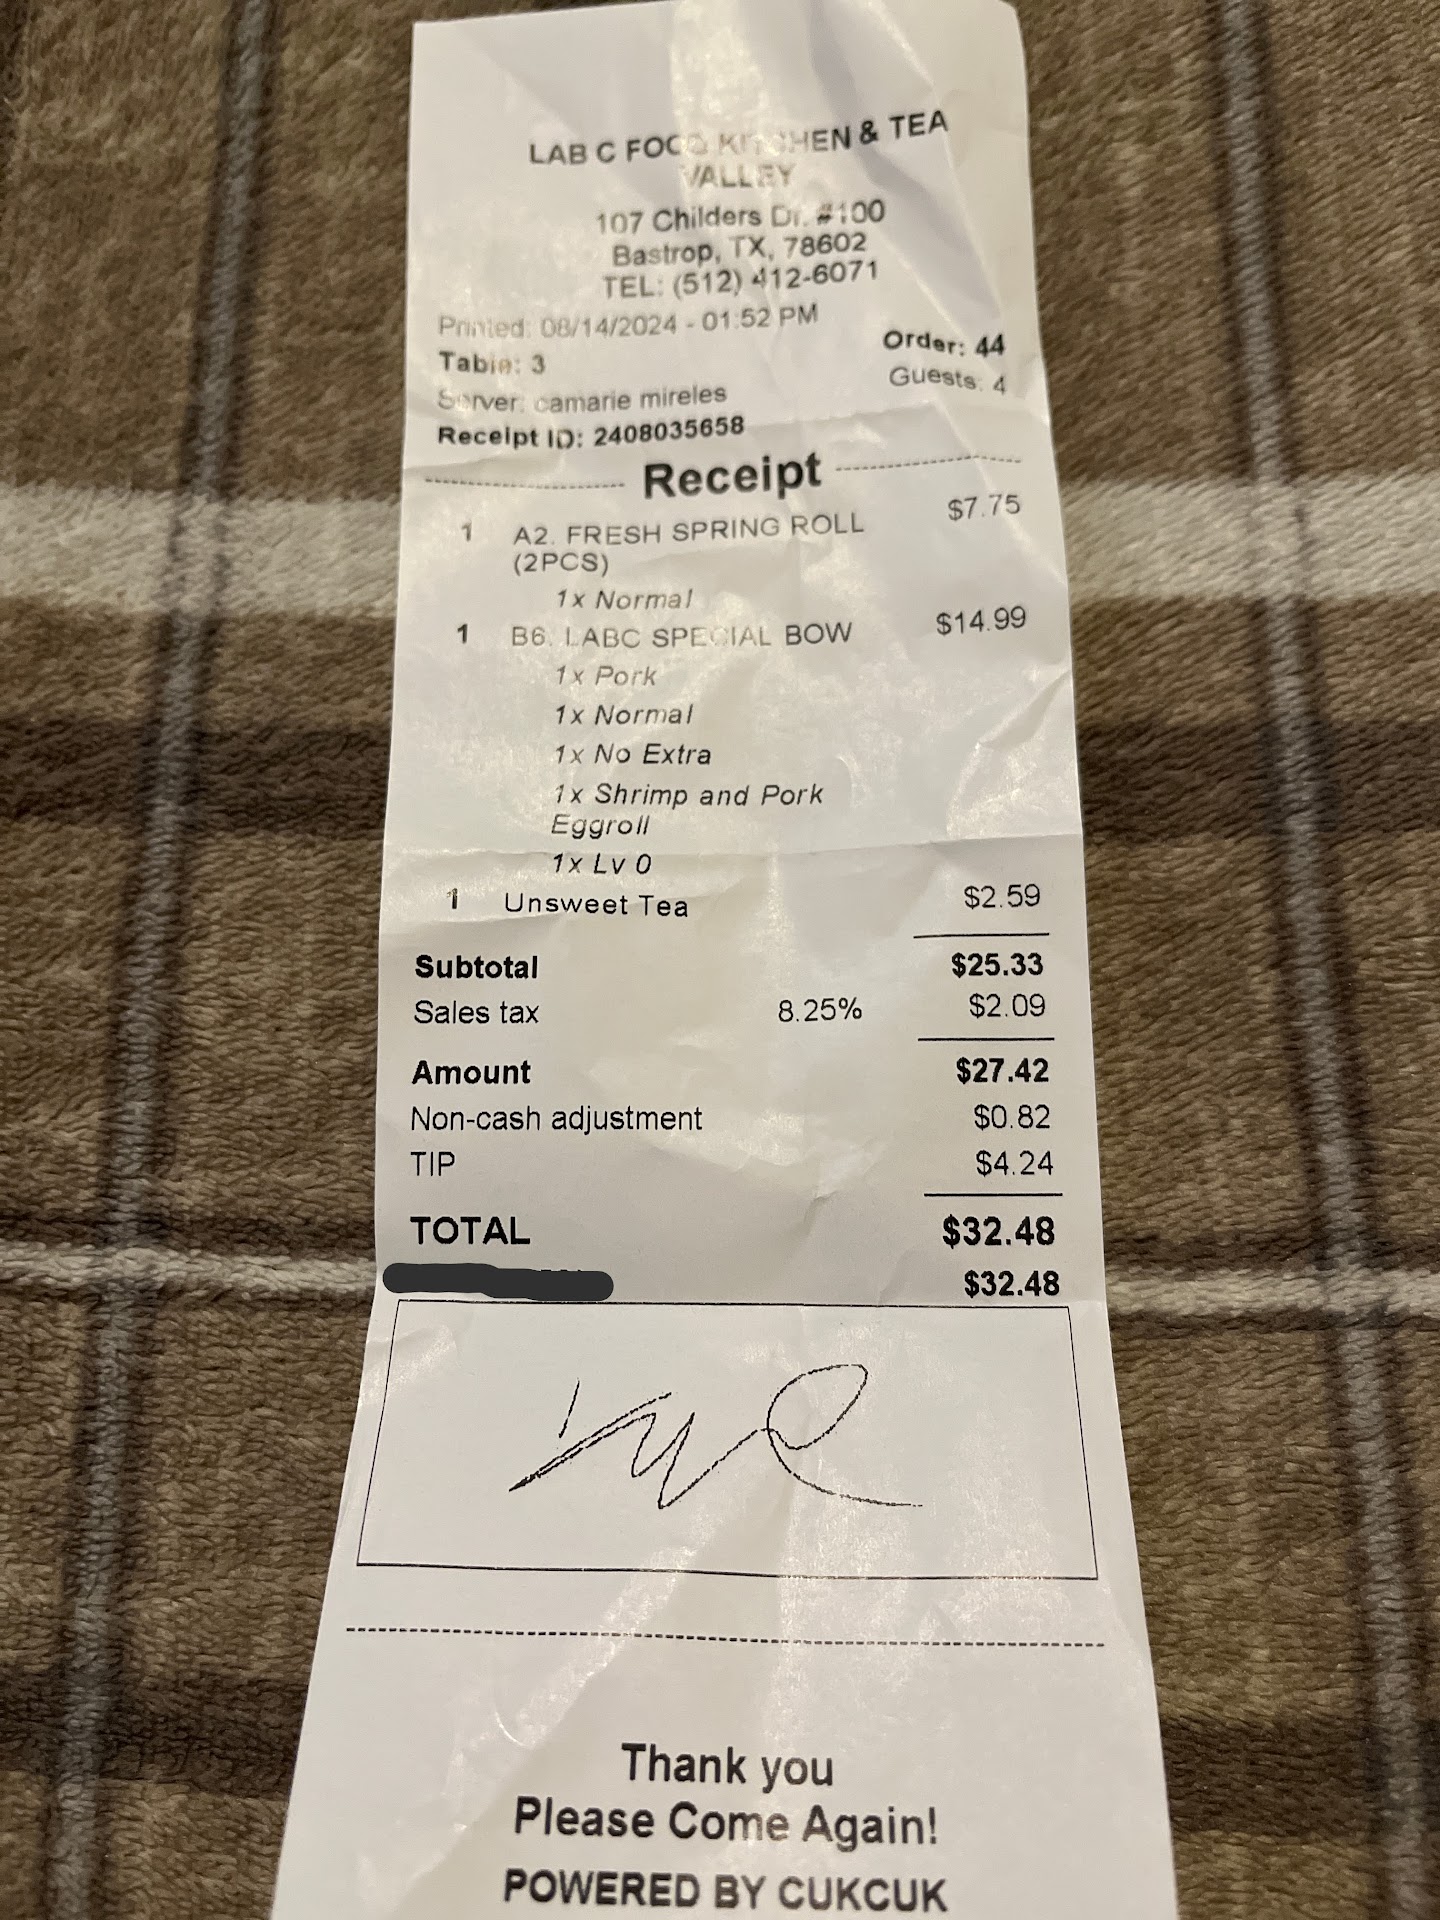 LAB C FOOD KITCHEN & TEA
VALLEY
107 Childers Dr. #100
Bastrop, TX, 78602
TEL: (512) 412-6071
Printed: 08/14/2024 - 01:52 PM
Order: 44
Table: 3
Guests: 4
Server: camarie mireles
Receipt ID: 2408035658
Receipt
1 A2. FRESH SPRING ROLL $7.75
(2PCS)
1x Normal
1 B6. LABC SPECIAL BOW $14.99
1x Pork
1x Normal
1x No Extra
1x Shrimp and Pork
Eggroll
1x Lv 0
1 Unsweet Tea $2.59
Subtotal $25.33
Sales tax 8.25% $2.09
Amount $27.42
Non-cash adjustment $0.82
TIP $4.24
TOTAL $32.48
$32.48
Thank you
Please Come Again!
POWERED BY CUKCUK